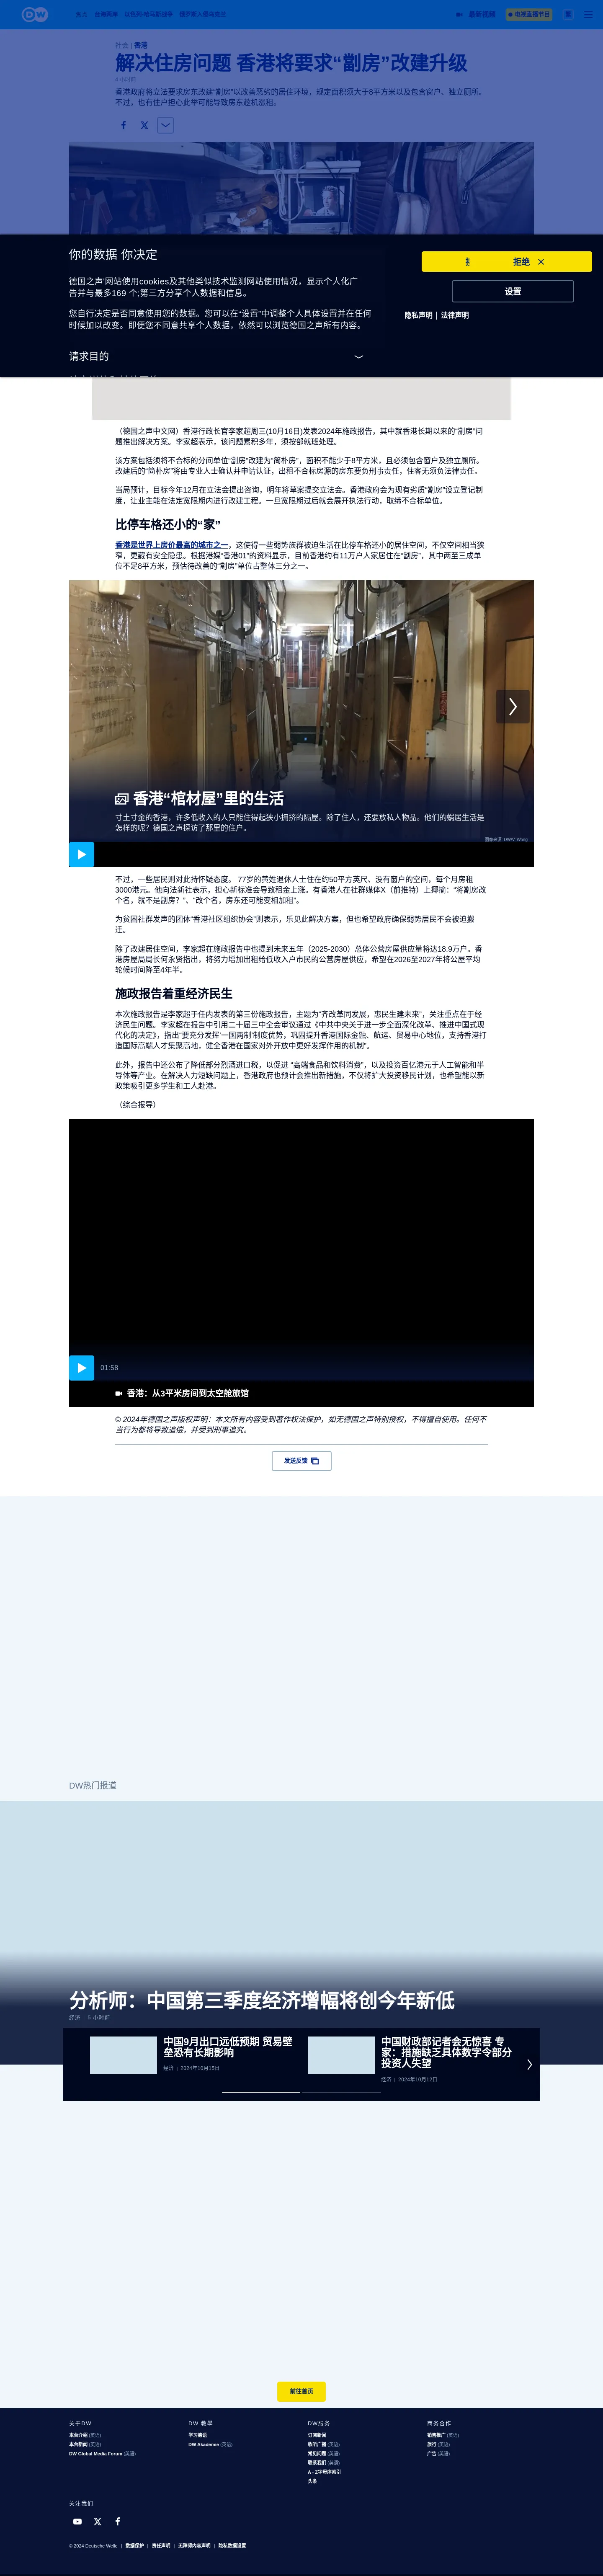 DW
焦点 台海两岸 以色列-哈马斯战争 俄罗斯入侵乌克兰
最新视频
电视直播节目
社会 | 香港
解决住房问题 香港将要求“劏房”改建升级
4 小时前
香港政府将立法要求房东改建“劏房”以改善恶劣的居住环境，规定面积须大于8平方米以及包含窗户、独立厕所。
不过，也有住户担心此举可能导致房东趁机涨租。
你的数据 你决定
拒绝
德国之声'网站使用cookies及其他类似技术监测网站使用情况，显示个人化广
告并与最多169 个;第三方分享个人数据和信息。
设置
您自行决定是否同意使用您的数据。您可以在“设置”中调整个人具体设置并在任何
时候加以改变。即便您不同意共享个人数据，依然可以浏览德国之声所有内容。
隐私声明 | 法律声明
请求目的
（德国之声中文网）香港行政长官李家超周三(10月16日)发表2024年施政报告，其中就香港长期以来的“劏房”问
题推出解决方案。李家超表示，该问题累积多年，须按部就班处理。
该方案包括须将不合标的分间单位“劏房”改建为“简朴房”，面积不能少于8平方米，且必须包含窗户及独立厕所。
改建后的“简朴房”将由专业人士确认并申请认证，出租不合标房源的房东要负刑事责任，住客无须负法律责任。
当局预计，目标今年12月在立法会提出咨询，明年将草案提交立法会。香港政府会为现有劣质“劏房”设立登记制
度，让业主能在法定宽限期内进行改建工程。一旦宽限期过后就会展开执法行动，取缔不合标单位。
比停车格还小的“家”
香港是世界上房价最高的城市之一，这使得一些弱势族群被迫生活在比停车格还小的居住空间，不仅空间相当狭
窄，更藏有安全隐患。根据港媒“香港01”的资料显示，目前香港约有11万户人家居住在“劏房”，其中两至三成单
位不足8平方米，预估待改善的“劏房”单位占整体三分之一。
香港“棺材屋”里的生活
寸土寸金的香港，许多低收入的人只能住得起狭小拥挤的隔屋。除了住人，还要放私人物品。他们的蜗居生活是
怎样的呢？德国之声探访了那里的住户。
图像来源: DW/V. Wong
不过，一些居民则对此持怀疑态度。 77岁的黄姓退休人士住在约50平方英尺、没有窗户的空间，每个月房租
3000港元。他向法新社表示，担心新标准会导致租金上涨。有香港人在社群媒体X（前推特）上揶揄：“将劏房改
个名，就不是劏房？”、“改个名，房东还可能变相加租”。
为贫困社群发声的团体“香港社区组织协会”则表示，乐见此解决方案，但也希望政府确保弱势居民不会被迫搬
迁。
除了改建居住空间，李家超在施政报告中也提到未来五年（2025-2030）总体公营房屋供应量将达18.9万户。香
港房屋局局长何永贤指出，将努力增加出租给低收入户市民的公营房屋供应，希望在2026至2027年将公屋平均
轮候时间降至4年半。
施政报告着重经济民生
本次施政报告是李家超于任内发表的第三份施政报告，主题为“齐改革同发展，惠民生建未来”，关注重点在于经
济民生问题。李家超在报告中引用二十届三中全会审议通过《中共中央关于进一步全面深化改革、推进中国式现
代化的决定》，指出“要充分发挥'一国两制'制度优势，巩固提升香港国际金融、航运、贸易中心地位，支持香港打
造国际高端人才集聚高地，健全香港在国家对外开放中更好发挥作用的机制”。
此外，报告中还公布了降低部分烈酒进口税，以促进 “高端食品和饮料消费”，以及投资百亿港元于人工智能和半
导体等产业。在解决人力短缺问题上，香港政府也预计会推出新措施，不仅将扩大投资移民计划，也希望能以新
政策吸引更多学生和工人赴港。
（综合报导）
01:58
香港：从3平米房间到太空舱旅馆
© 2024年德国之声版权声明：本文所有内容受到著作权法保护，如无德国之声特别授权，不得擅自使用。任何不
当行为都将导致追偿，并受到刑事追究。
发送反馈
DW热门报道
分析师：中国第三季度经济增幅将创今年新低
经济 | 5 小时前
中国9月出口远低预期 贸易壁
垒恐有长期影响
经济 | 2024年10月15日
中国财政部记者会无惊喜 专
家：措施缺乏具体数字令部分
投资人失望
经济 | 2024年10月12日
前往首页
关于DW
本台介绍 (英语)
本台新闻 (英语)
DW Global Media Forum (英语)
DW 教學
学习德语
DW Akademie (英语)
DW服务
订阅新闻
收听广播 (英语)
常见问题 (英语)
联系我们 (英语)
A - Z字母序索引
头条
商务合作
销售推广 (英语)
旅行 (英语)
广告 (英语)
关注我们
© 2024 Deutsche Welle | 数据保护 | 责任声明 | 无障碍内容声明 | 隐私数据设置